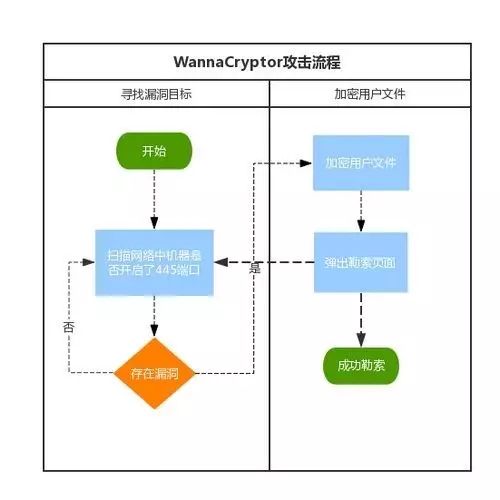 WannaCryptor攻击流程
寻找漏洞目标
加密用户文件
开始
扫描网络中机器是
否开启了445端口
否
存在漏洞
是
加密用户文件
弹出勒索页面
成功勒索